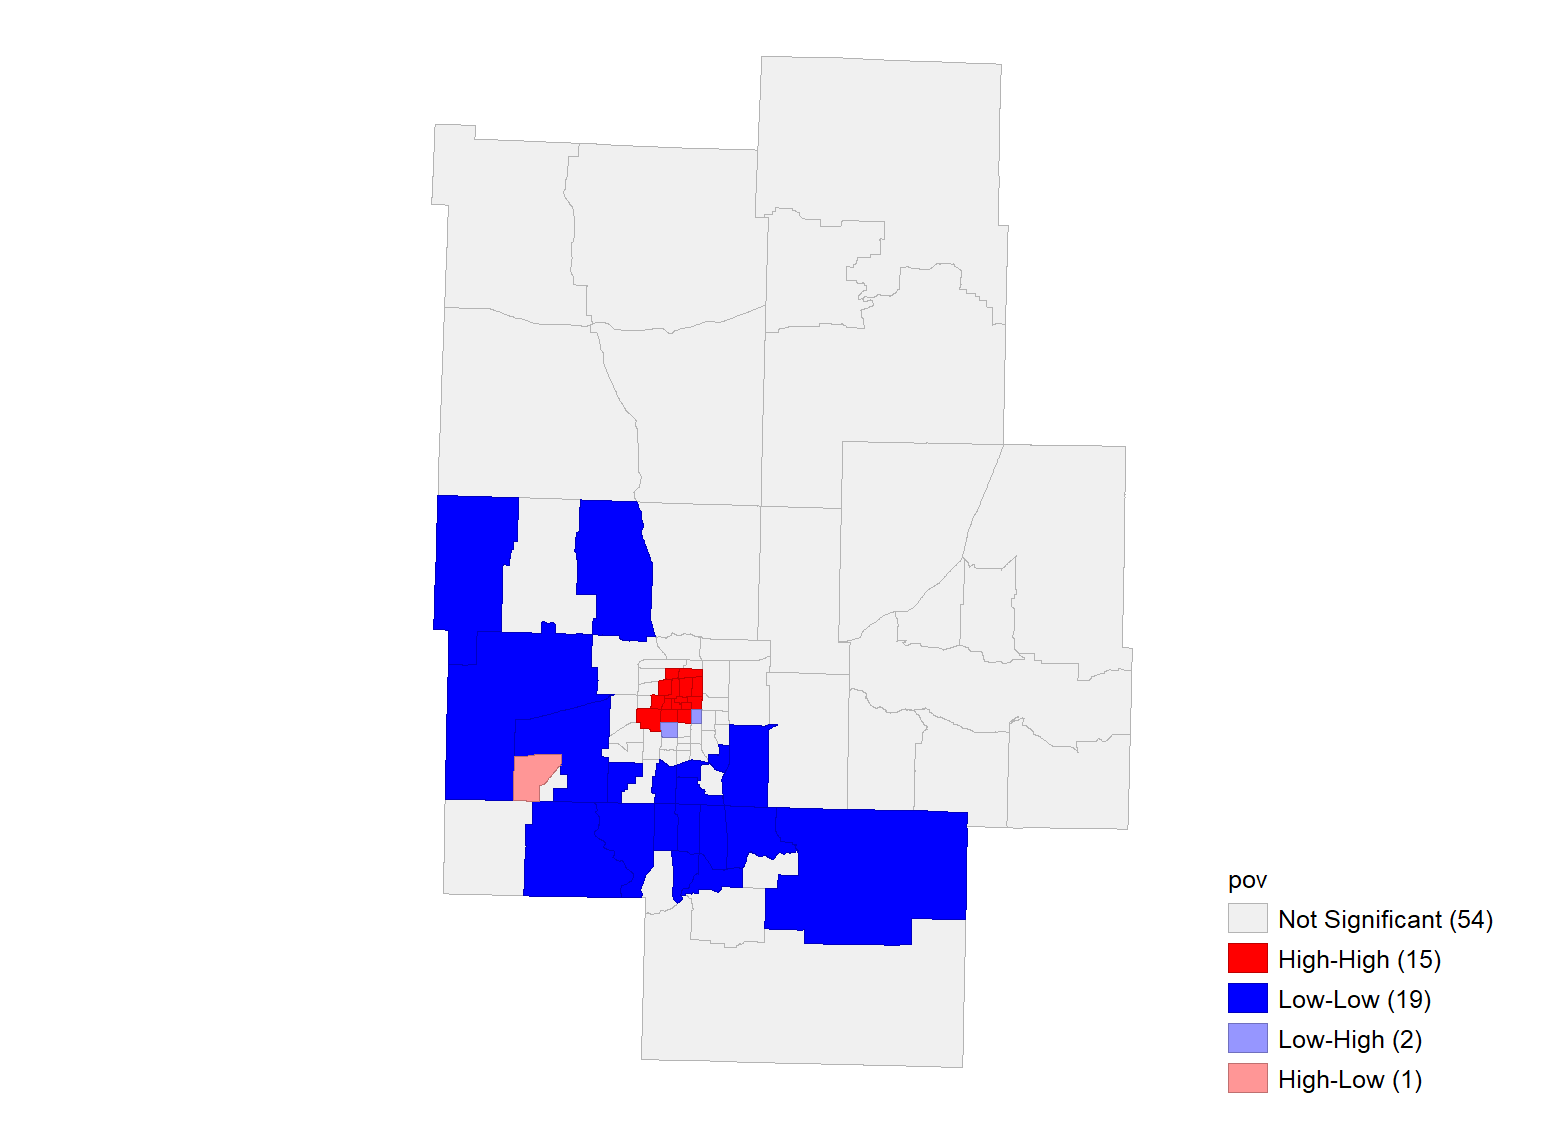 pov
Not Significant (54)
High-High (15)
Low-Low (19)
Low-High (2)
High-Low (1)